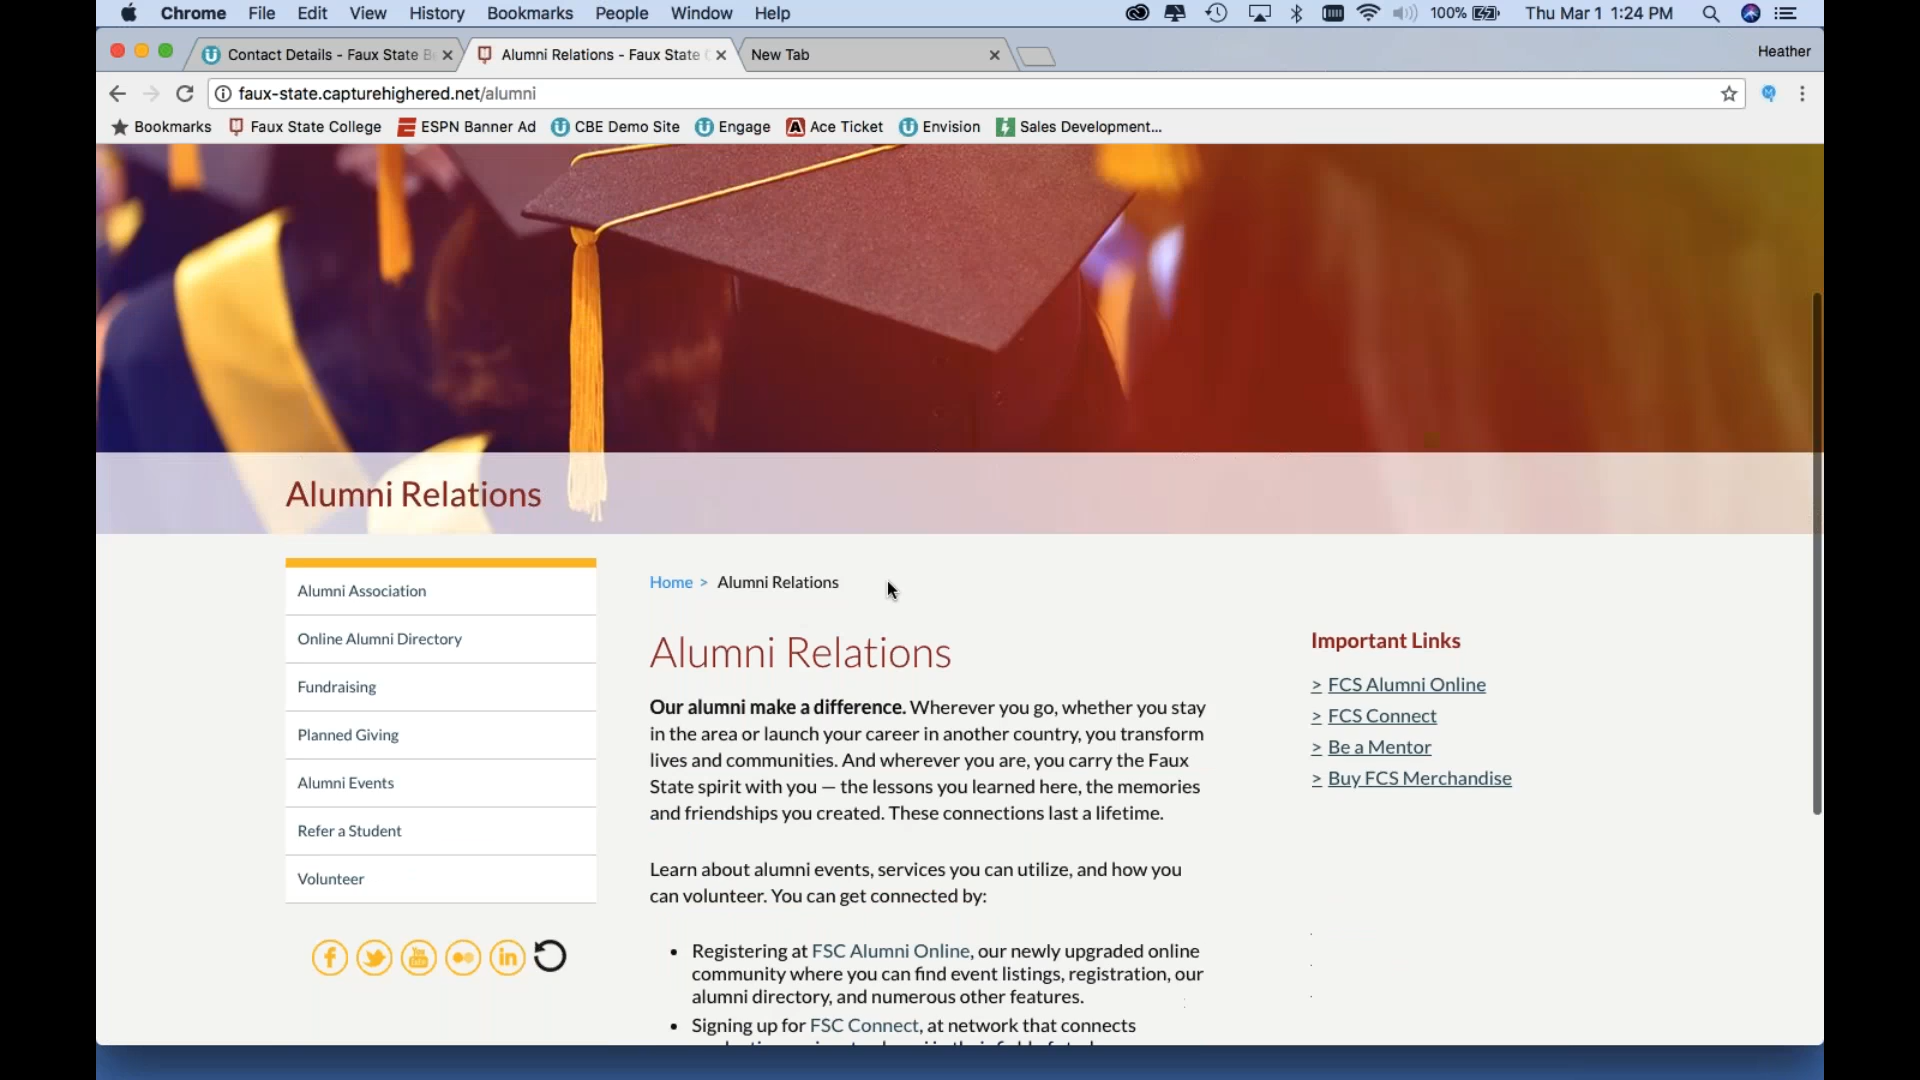 Chrome File Edit View History Bookmarks People Window Help 100% Thu Mar 1 1:24 PM
Contact Details - Faux State B Alumni Relations - Faux State New Tab Heather
faux-state.capturehighered.net/alumni
Bookmarks Faux State College ESPN Banner Ad CBE Demo Site Engage Ace Ticket Envision Sales Development...
Alumni Relations
Alumni Association
Online Alumni Directory
Fundraising
Planned Giving
Alumni Events
Refer a Student
Volunteer
Home > Alumni Relations
Alumni Relations
Our alumni make a difference. Wherever you go, whether you stay
in the area or launch your career in another country, you transform
lives and communities. And wherever you are, you carry the Faux
State spirit with you — the lessons you learned here, the memories
and friendships you created. These connections last a lifetime.
Learn about alumni events, services you can utilize, and how you
can volunteer. You can get connected by:
• Registering at FSC Alumni Online, our newly upgraded online
community where you can find event listings, registration, our
alumni directory, and numerous other features.
• Signing up for FSC Connect, at network that connects
Important Links
> FCS Alumni Online
> FCS Connect
> Be a Mentor
> Buy FCS Merchandise